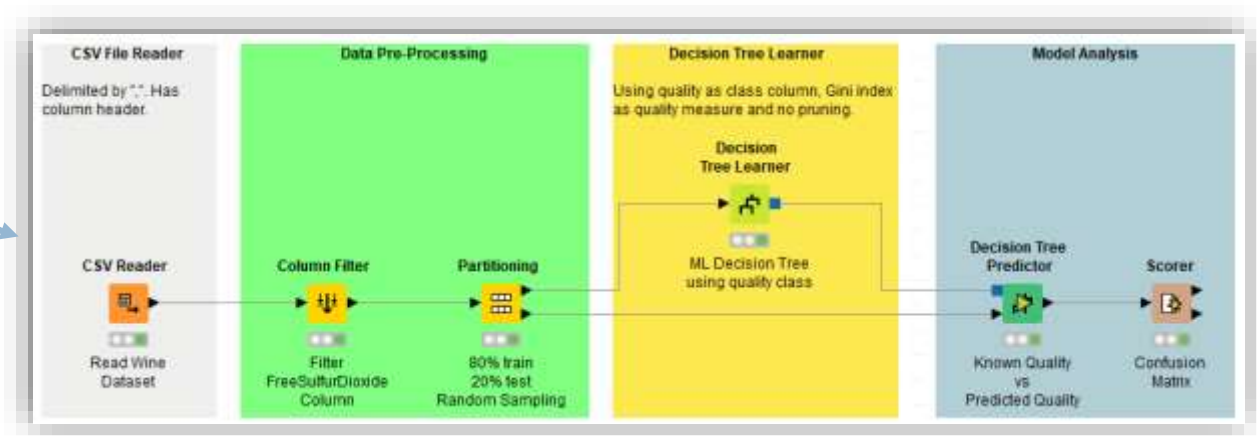 CSV File Reader
Delimited by ",". Has
column header.
CSV Reader
Read Wine
Dataset
Data Pre-Processing
Column Filter
Filter
FreeSulfurDioxide
Column
Partitioning
80% train
20% test
Random Sampling
Decision Tree Learner
Using quality as class column, Gini index
as quality measure and no pruning.
Decision
Tree Learner
ML Decision Tree
using quality class
Model Analysis
Decision Tree
Predictor
Known Quality
vs
Predicted Quality
Scorer
Confusion
Matrix